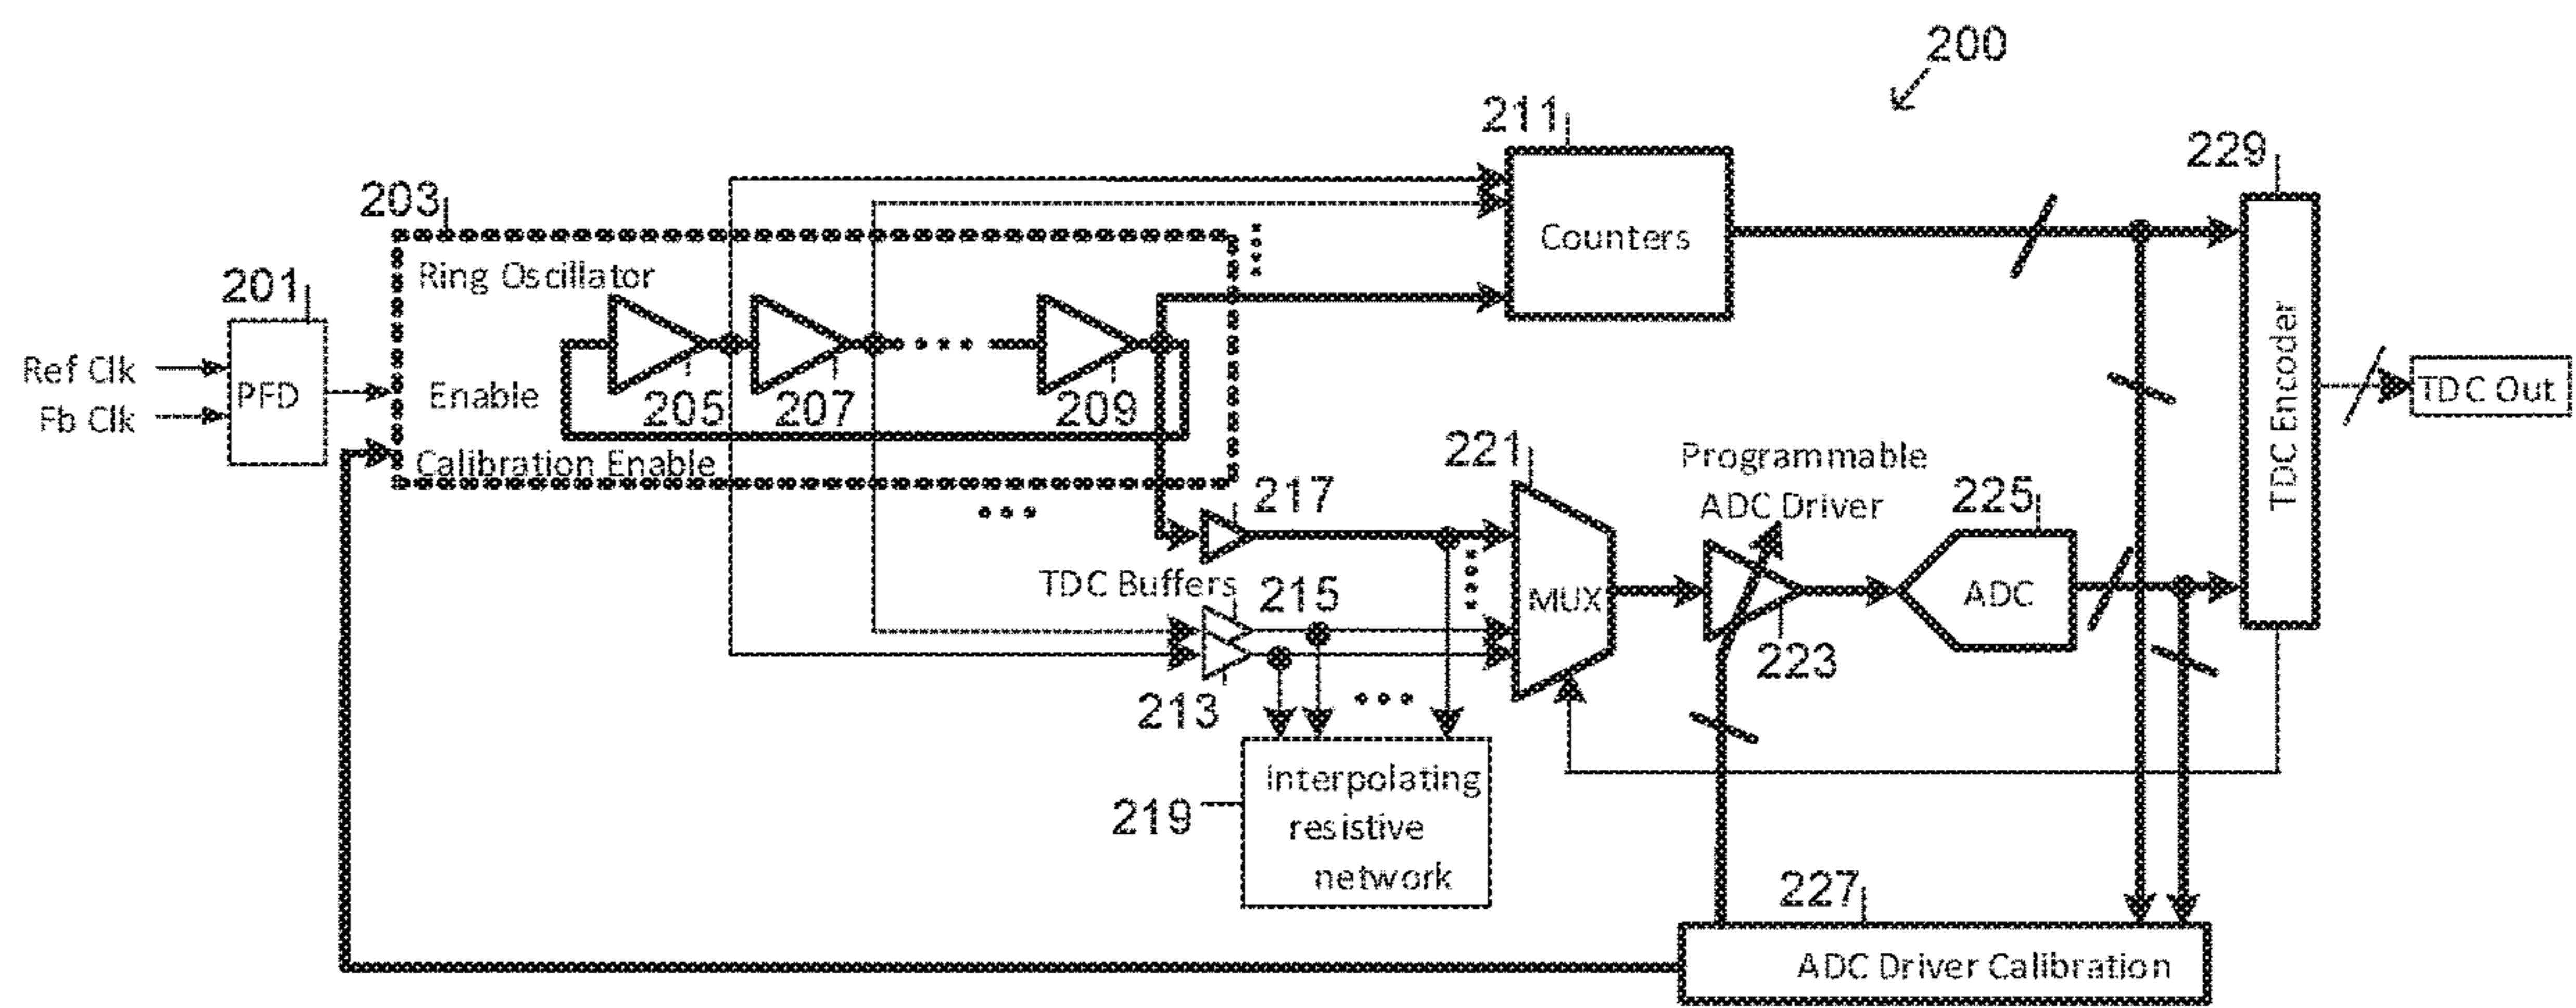 200
211
229
203
Counters
Ring Oscillator
201
Ref Clk
Fb Clk
PFD
Enable
205
207
209
Calibration Enable
TDC Encoder
TDC Out
221
Programmable
ADC Driver
217
225
TDC Buffers
215
MUX
ADC
223
213
interpolating
resistive
network
219
227
ADC Driver Calibration